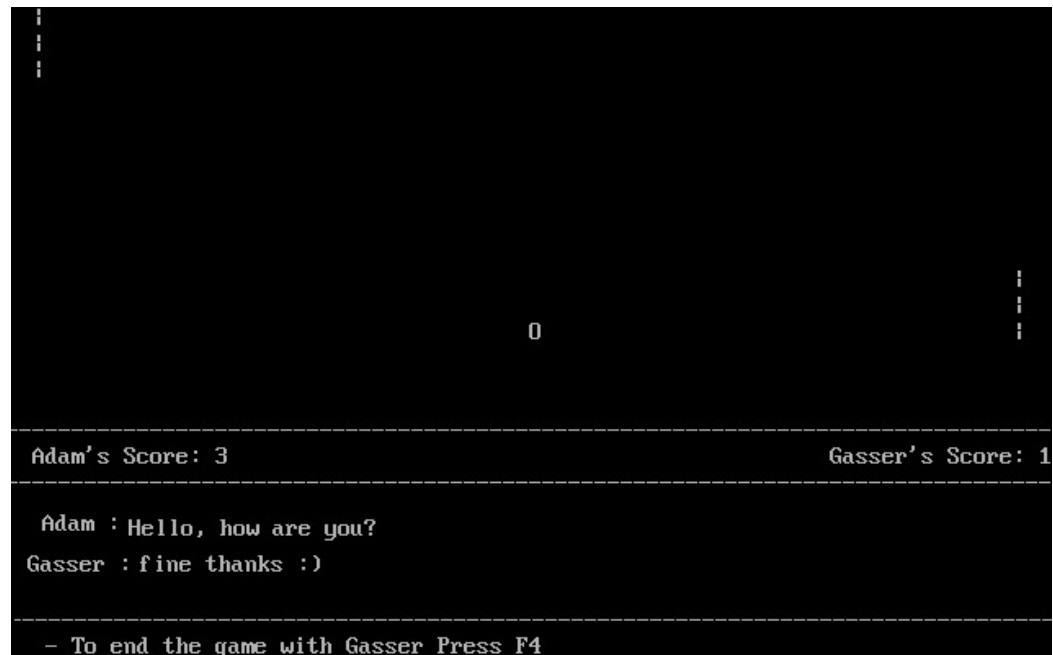 O
Adam's Score: 3 Gasser's Score: 1
Adam : Hello, how are you?
Gasser : fine thanks :)
- To end the game with Gasser Press F4